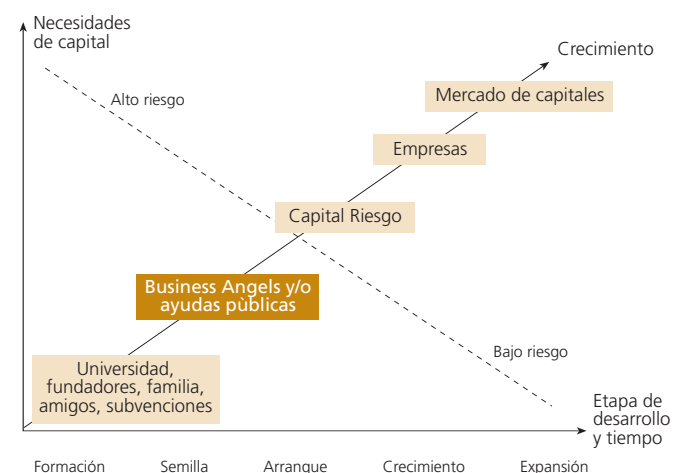 Necesidades
de capital
Crecimiento
Mercado de capitales
Alto riesgo
Empresas
Capital Riesgo
Business Angels y/o
ayudas pùblicas
Bajo riesgo
Universidad,
fundadores, familia,
amigos, subvenciones
Etapa de
desarrollo
y tiempo
Formación Semilla Arranque Crecimiento Expansión